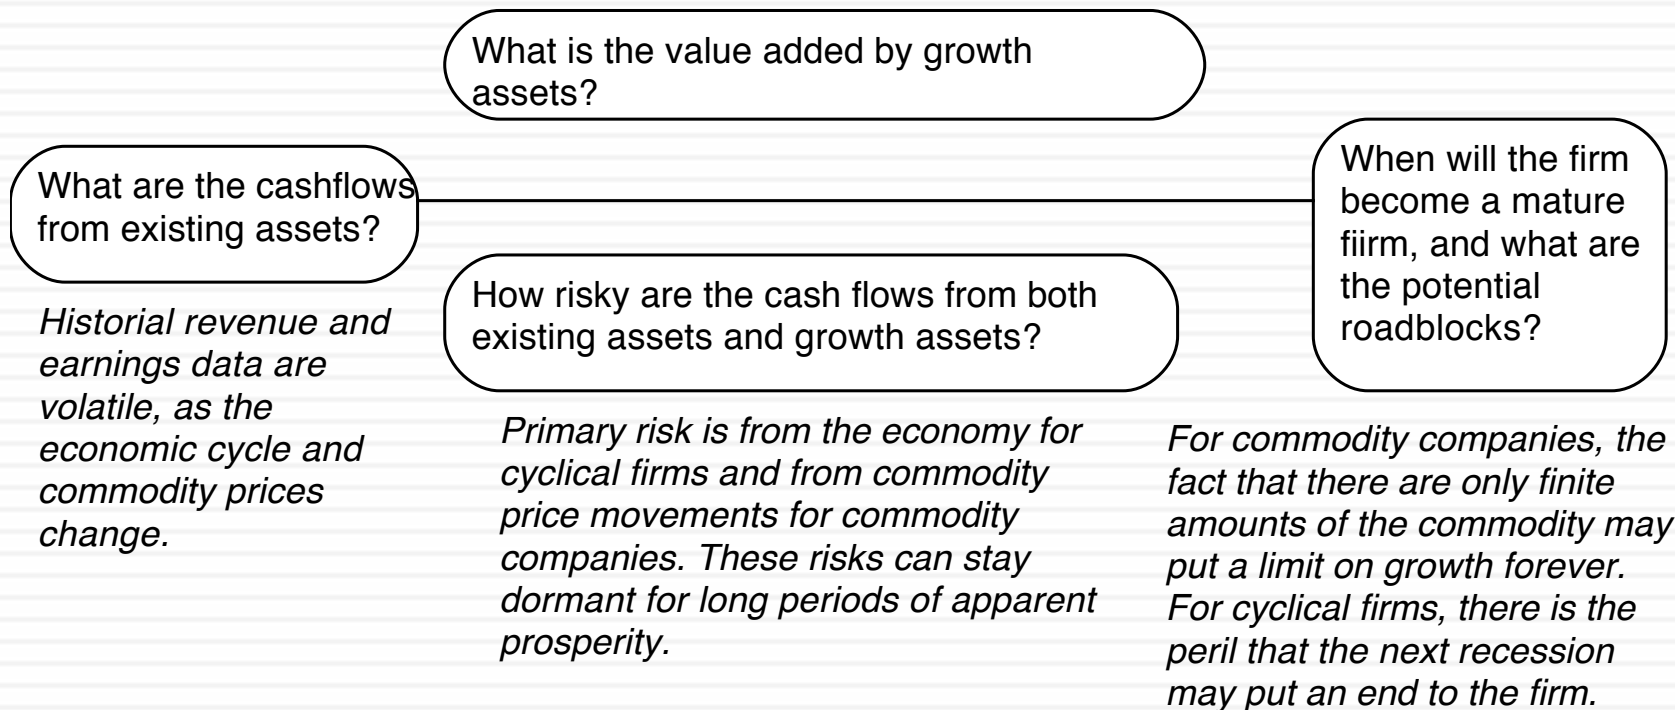 What is the value added by growth
assets?
What are the cashflows
from existing assets?
When will the firm
become a mature
fiirm, and what are
the potential
roadblocks?
How risky are the cash flows from both
existing assets and growth assets?
Historial revenue and
earnings data are
volatile, as the
economic cycle and
commodity prices
change.
Primary risk is from the economy for
cyclical firms and from commodity
price movements for commodity
companies. These risks can stay
dormant for long periods of apparent
prosperity.
For commodity companies, the
fact that there are only finite
amounts of the commodity may
put a limit on growth forever.
For cyclical firms, there is the
peril that the next recession
may put an end to the firm.